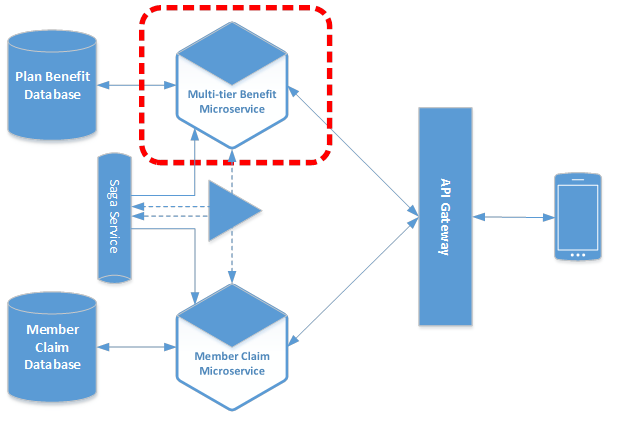 Plan Benefit
Database
Multi-tier Benefit
Microservice
Saga Service
API Gateway
Member
Claim
Database
Member Claim
Microservice